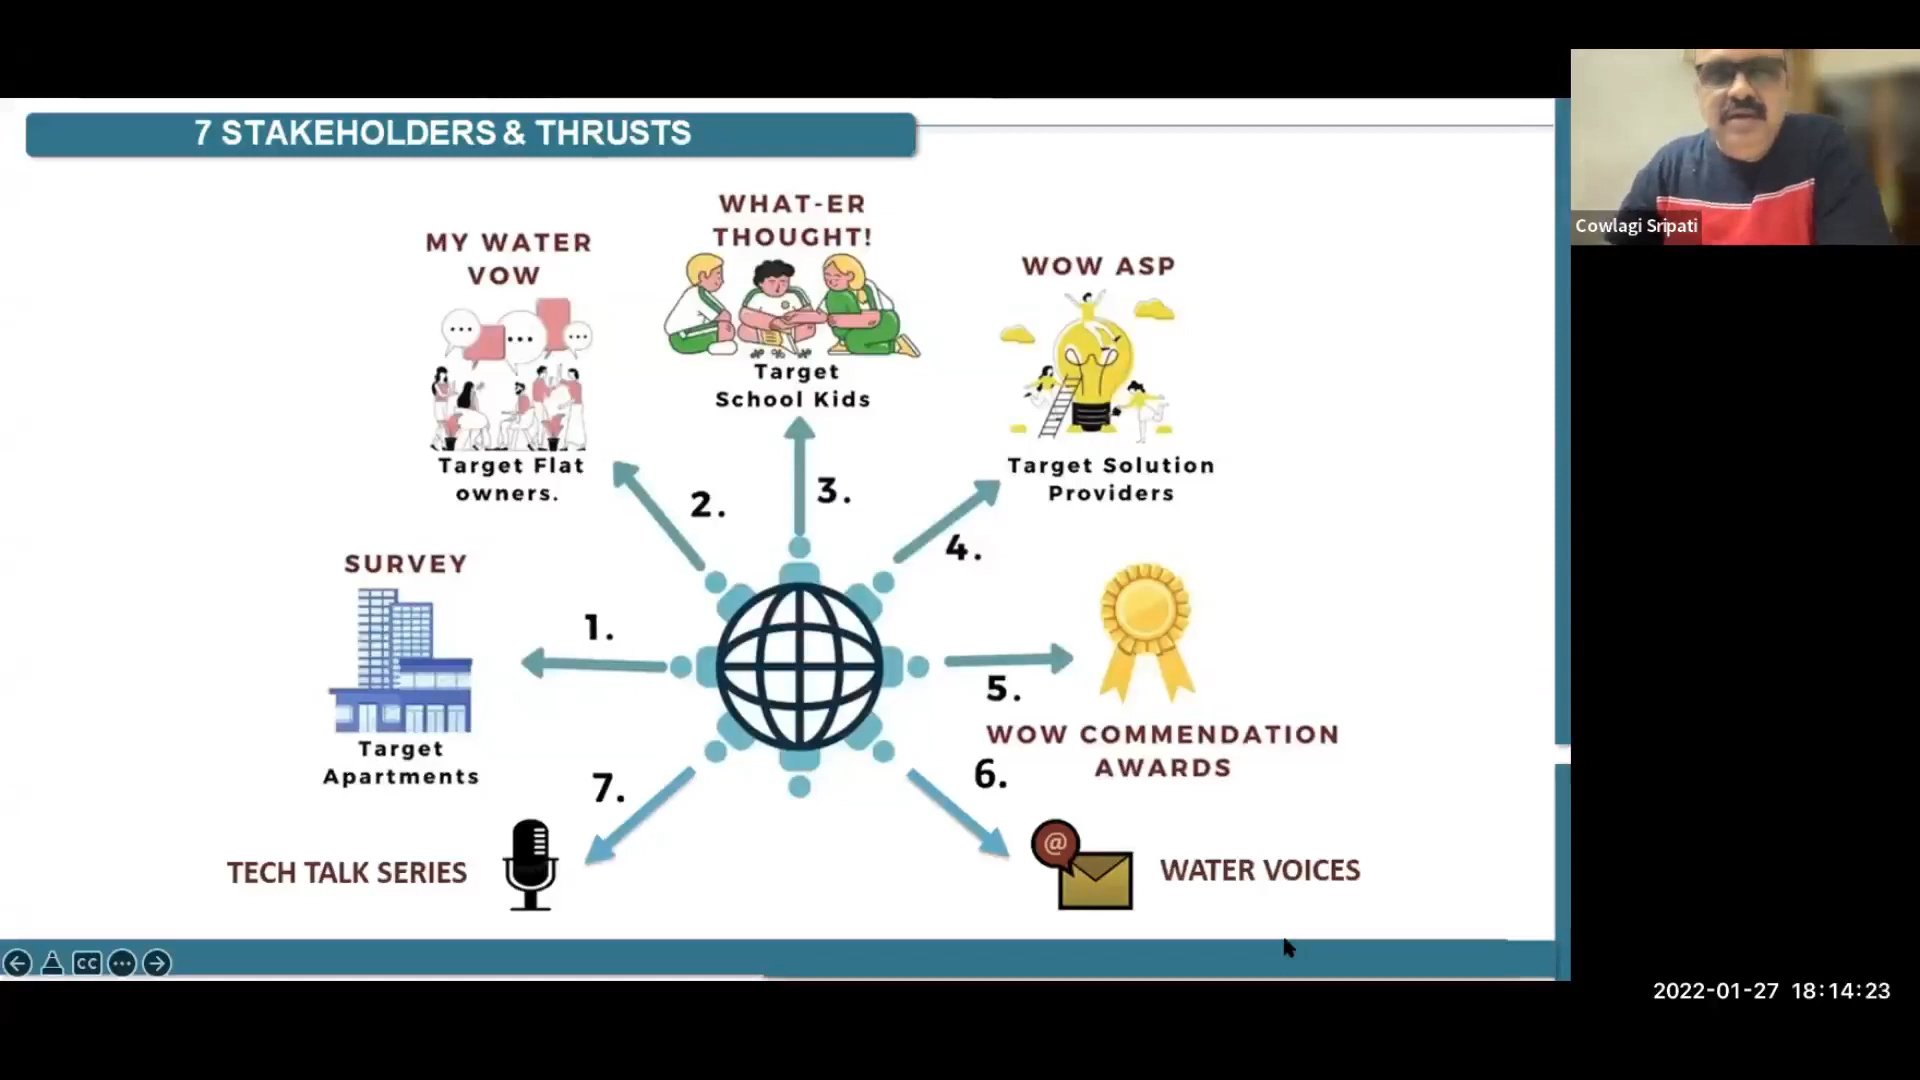 7 STAKEHOLDERS & THRUSTS
Cowlagi Sripati
WHAT-ER
THOUGHT!
Target
School Kids
MY WATER
VOW
Target Flat
owners.
WOW ASP
Target Solution
Providers
2.
3.
4.
SURVEY
Target
Apartments
1.
5.
WOW COMMENDATION
AWARDS
7.
6.
TECH TALK SERIES
@
WATER VOICES
CC
2022-01-27 18:14:23